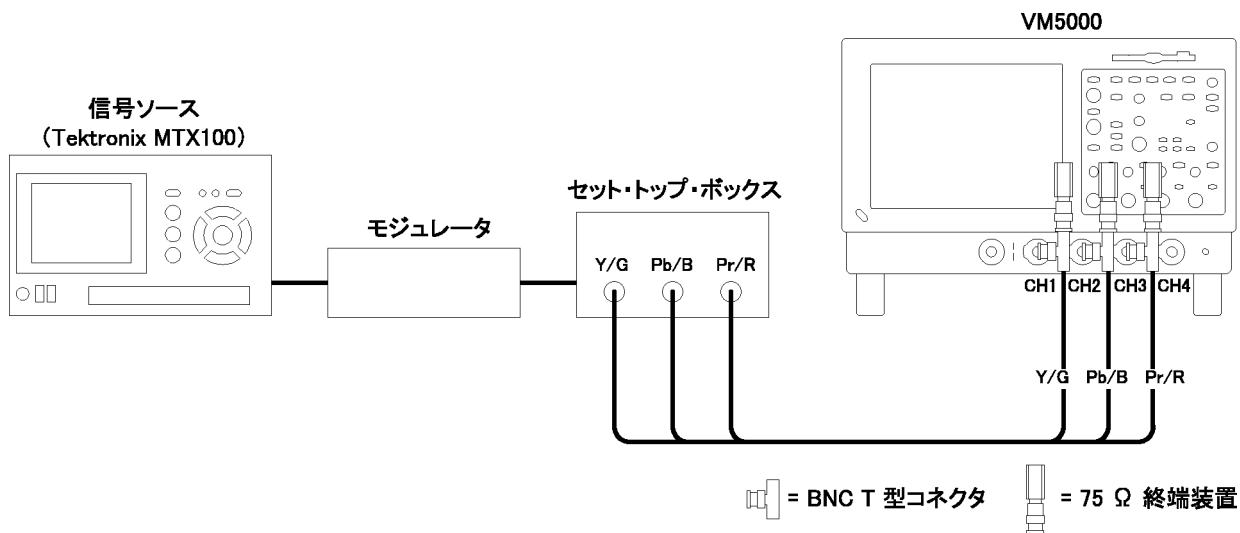 VM5000
信号ソース
(Tektronix MTX100)
セット・トップ・ボックス
モジュレータ
Y/G Pb/B Pr/R
CH1 CH2 CH3 CH4
Y/G Pb/B Pr/R
= BNC T 型コネクタ
= 75 Ω 終端装置